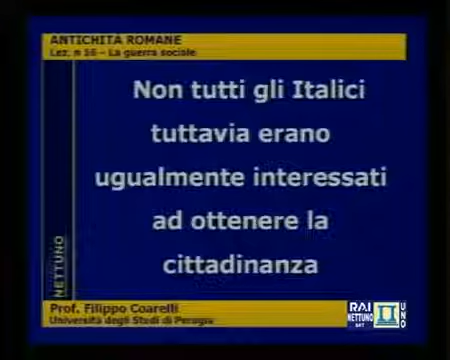 ANTICHITÀ ROMANE
Lez. n 16 - La guerra sociale
Non tutti gli Italici
tuttavia erano
ugualmente interessati
ad ottenere la
cittadinanza
NETTUNO
Prof. Filippo Coarelli
Università degli Studi di Perugia
RAI
NETTUNO
SAT
UNO